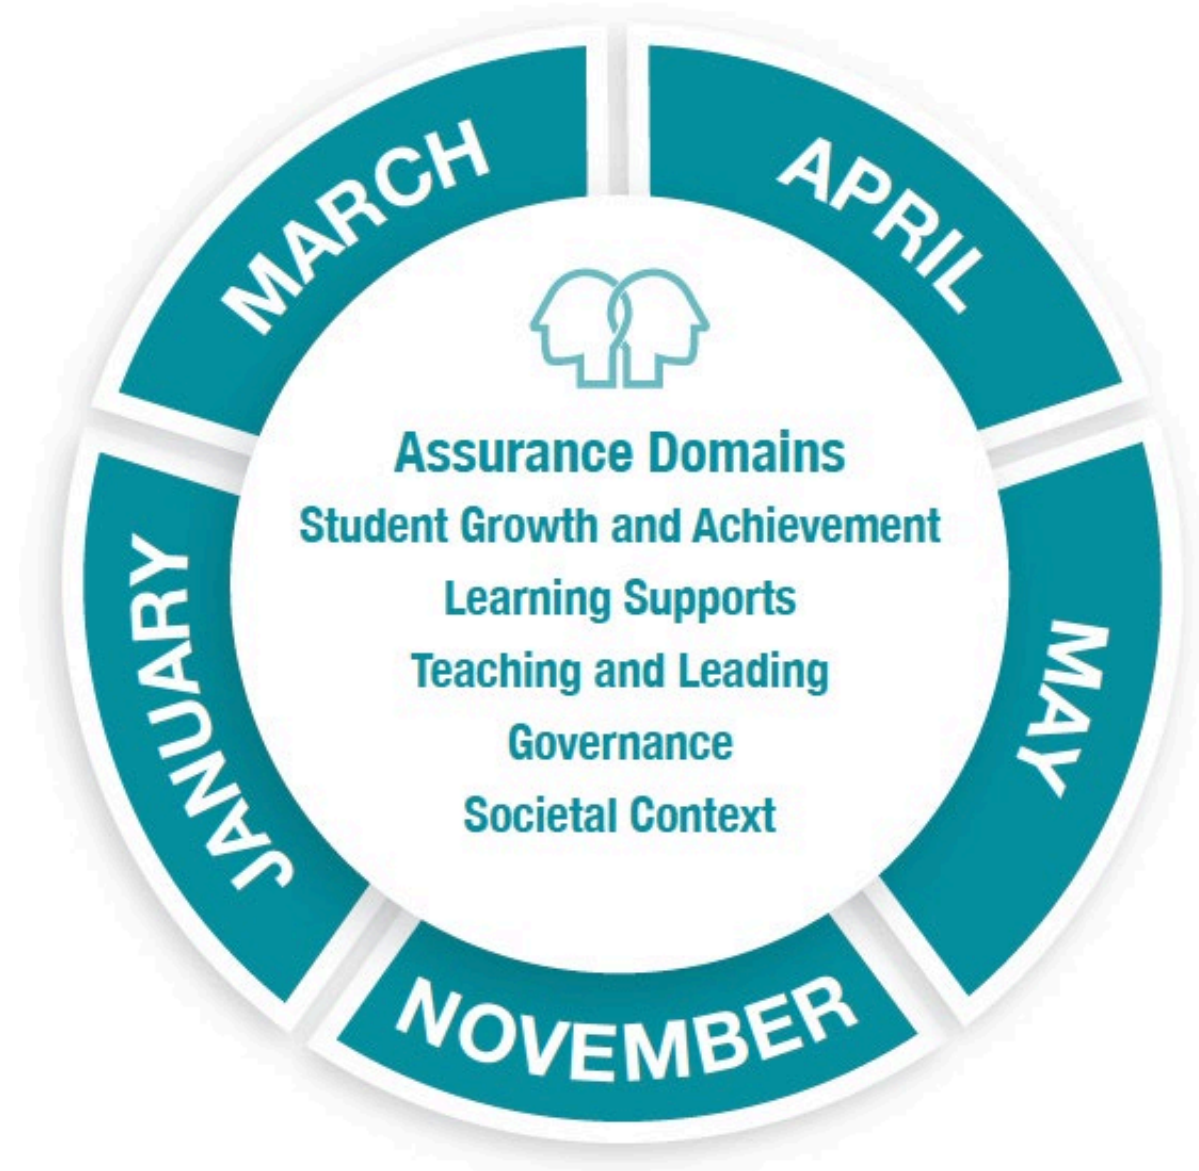 MARCH
APRIL
Assurance Domains
Student Growth and Achievement
Learning Supports
Teaching and Leading
Governance
Societal Context
JANUARY
MAY
NOVEMBER